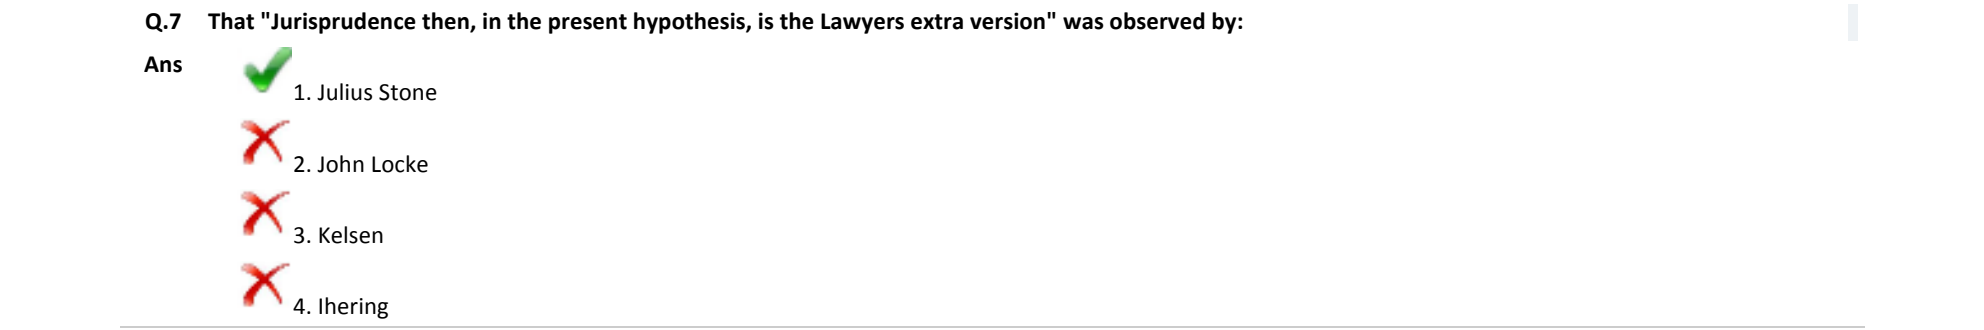 Q.7 That "Jurisprudence then, in the present hypothesis, is the Lawyers extra version" was observed by:
Ans
1. Julius Stone
2. John Locke
3. Kelsen
4. Ihering